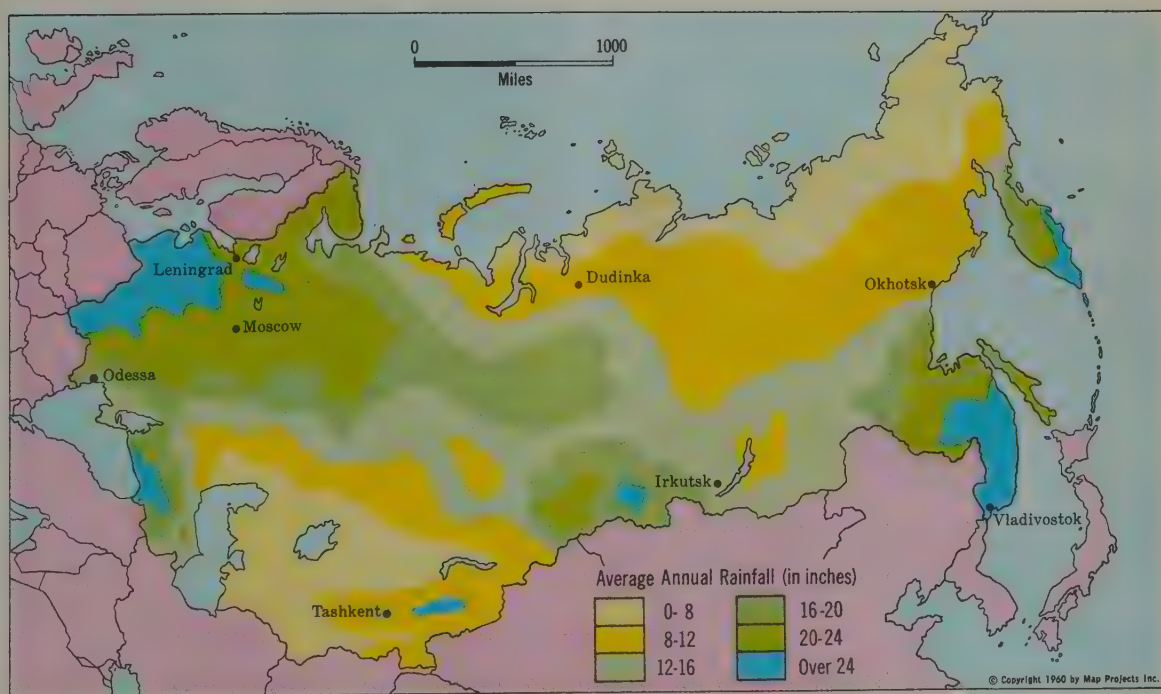 0 1000
Miles
Leningrad
Dudinka
Okhotsk
Moscow
Odessa
Irkutsk
Vladivostok
Tashkent
Average Annual Rainfall (in inches)
0- 8 16-20
8-12 20-24
12-16 Over 24
© Copyright 1960 by Map Projects Inc.